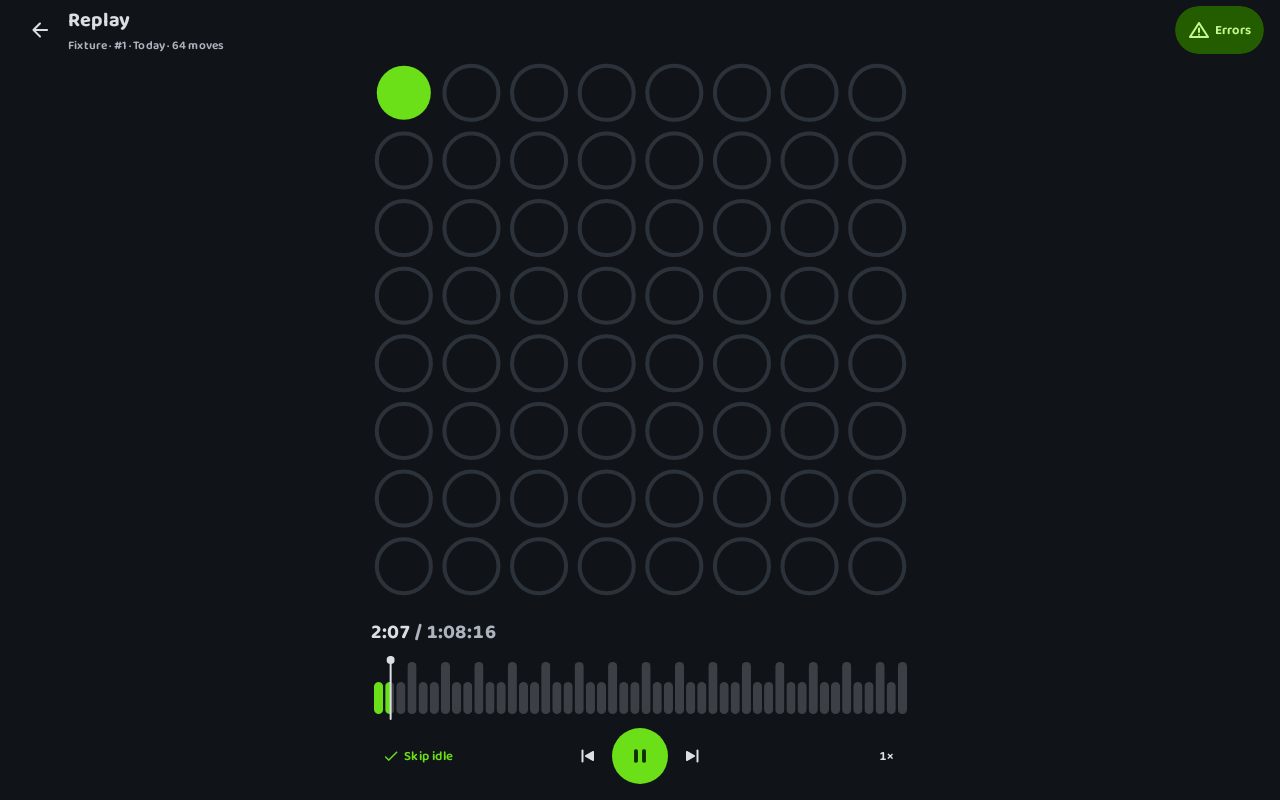 Replay
Fixture · #1 · Today · 64 moves
Errors
2:07 / 1:08:16
Skip idle
1×